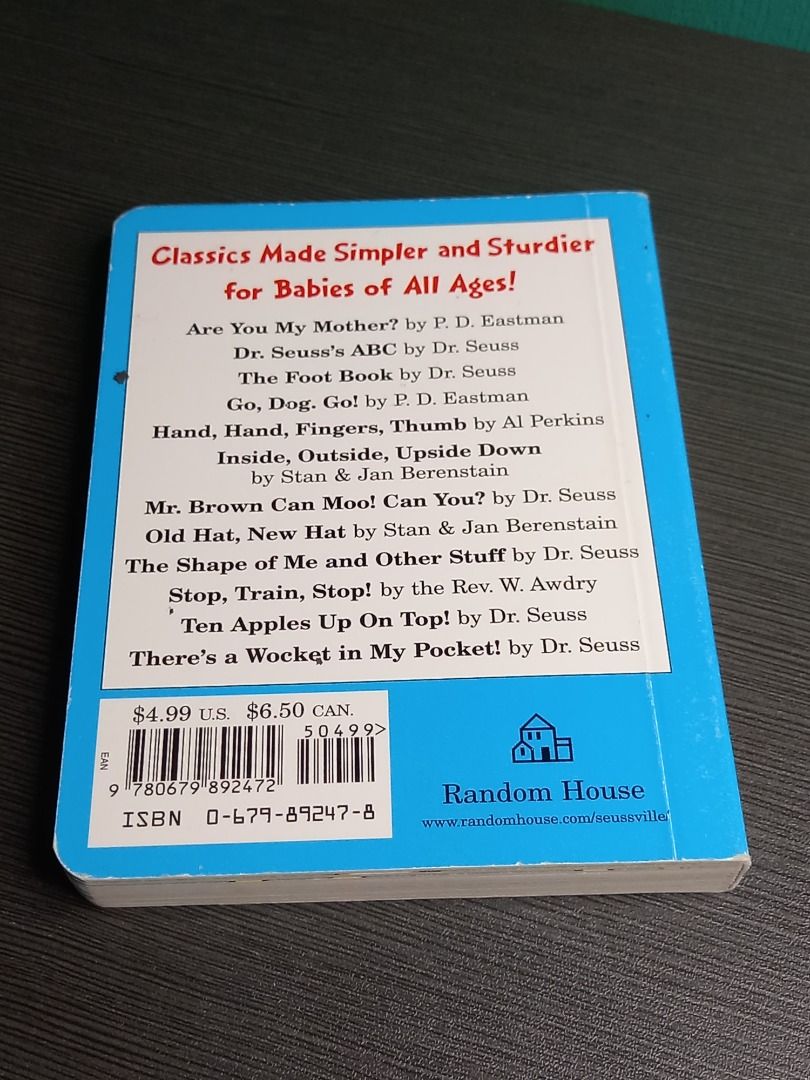 Classics Made Simpler and Sturdier
for Babies of All Ages!
Are You My Mother? by P. D. Eastman
Dr. Seuss's ABC by Dr. Seuss
The Foot Book by Dr. Seuss
Go, Dog. Go! by P. D. Eastman
Hand, Hand, Fingers, Thumb by Al Perkins
Inside, Outside, Upside Down
by Stan & Jan Berenstain
Mr. Brown Can Moo! Can You? by Dr. Seuss
Old Hat, New Hat by Stan & Jan Berenstain
The Shape of Me and Other Stuff by Dr. Seuss
Stop, Train, Stop! by the Rev. W. Awdry
Ten Apples Up On Top! by Dr. Seuss
There's a Wocket in My Pocket! by Dr. Seuss
$4.99 U.S. $6.50 CAN.
50499>
EAN
9 780679 892472
ISBN 0-679-89247-8
Random House
www.randomhouse.com/seussville/